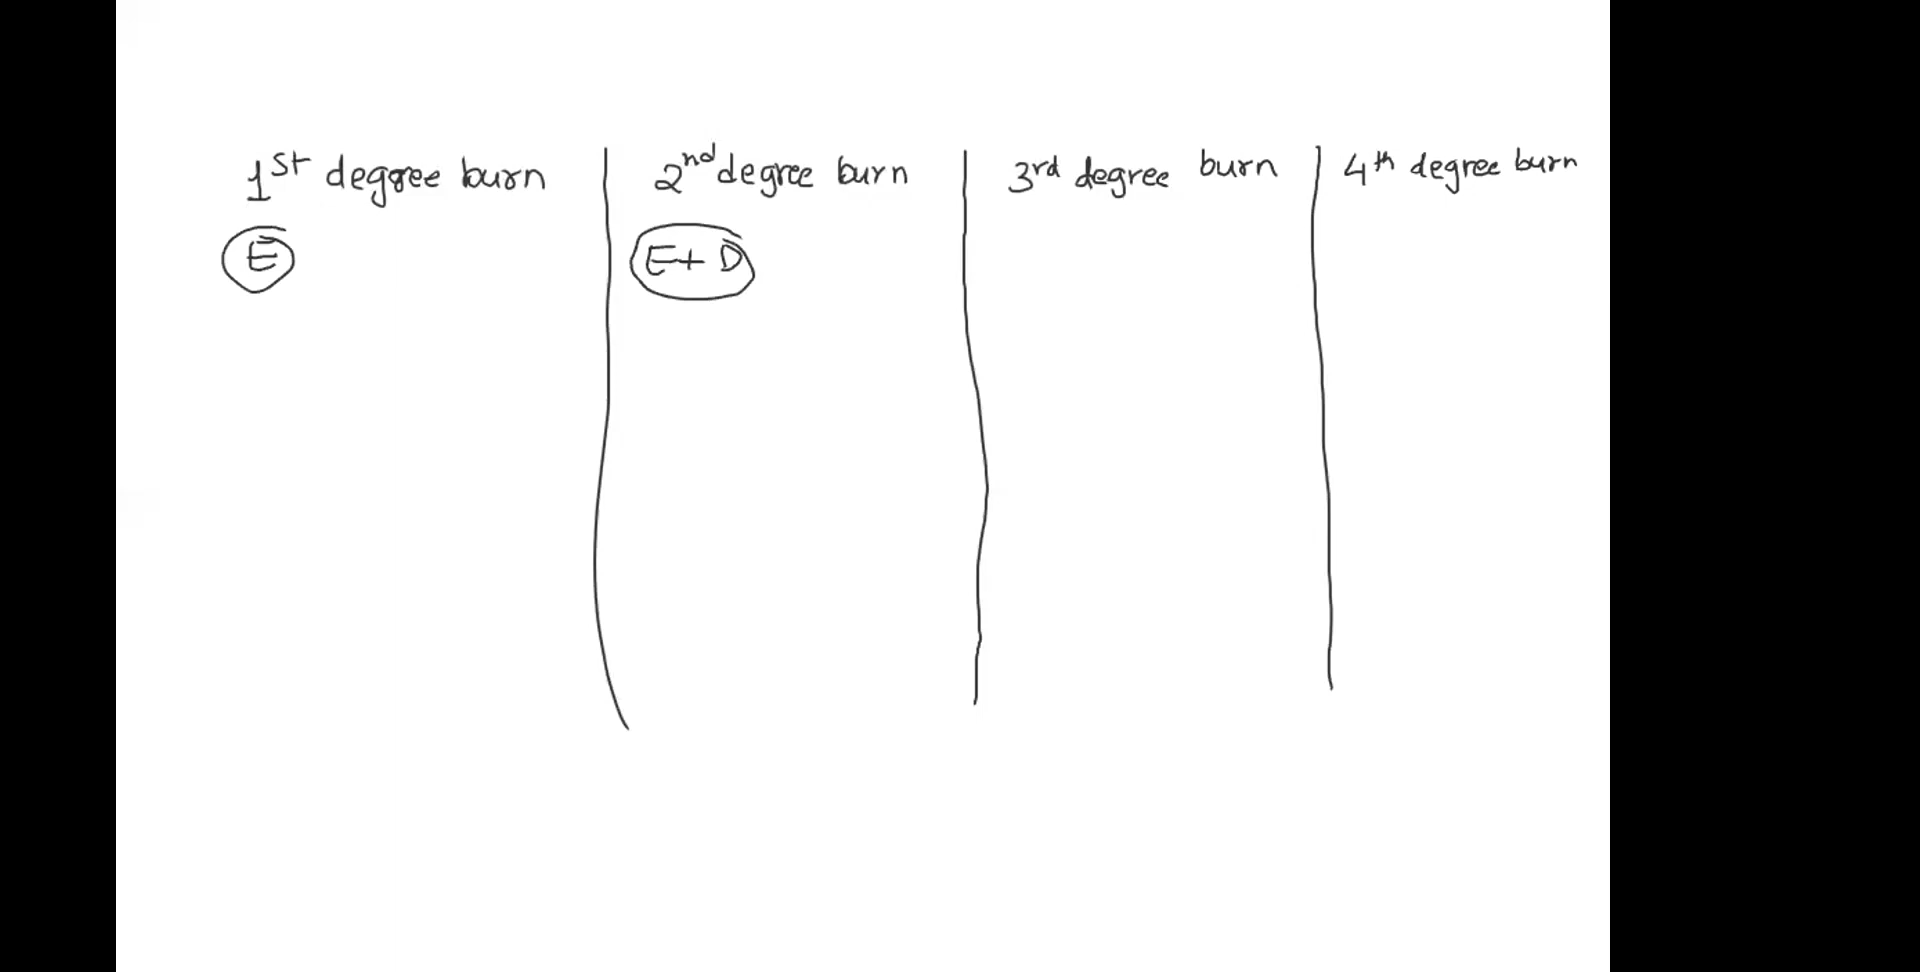 1st degree burn
2nd degree burn
3rd degree burn
4th degree burn
E
E+D